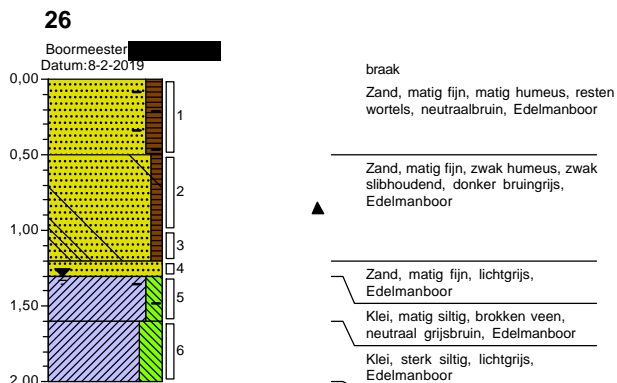 26
Boormeester
Datum:8-2-2019
0,00
braak
Zand, matig fijn, matig humeus, resten
wortels, neutraalbruin, Edelmanboor
1
0,50
Zand, matig fijn, zwak humeus, zwak
slibhoudend, donker bruingrijs,
Edelmanboor
2
1,00
3
4
Zand, matig fijn, lichtgrijs,
Edelmanboor
5
1,50
Klei, matig siltig, brokken veen,
neutraal grijsbruin, Edelmanboor
6
Klei, sterk siltig, lichtgrijs,
Edelmanboor
2,00